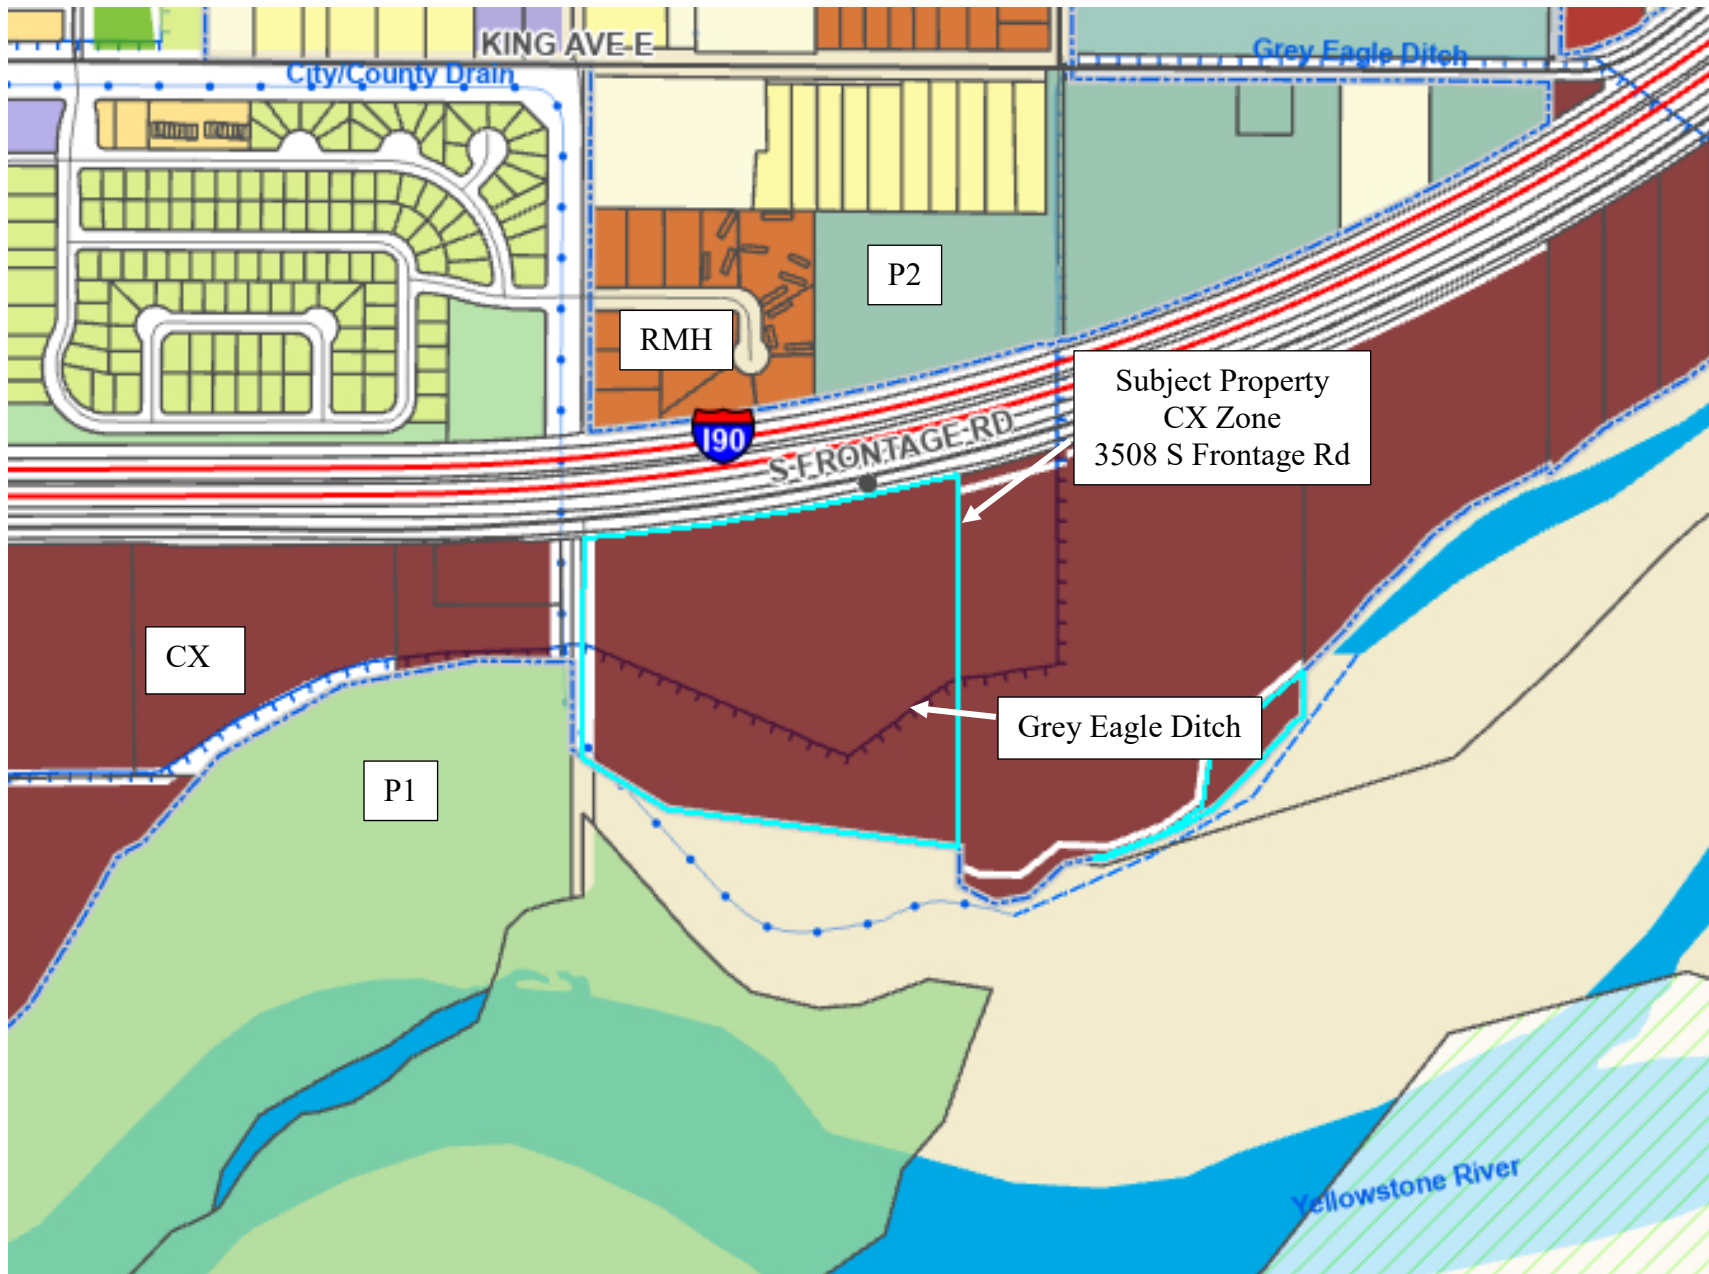 KING AVE E
Grey Eagle Ditch
City/County Drain
P2
RMH
Subject Property
CX Zone
3508 S Frontage Rd
I90
S FRONTAGE RD
CX
Grey Eagle Ditch
P1
Yellowstone River